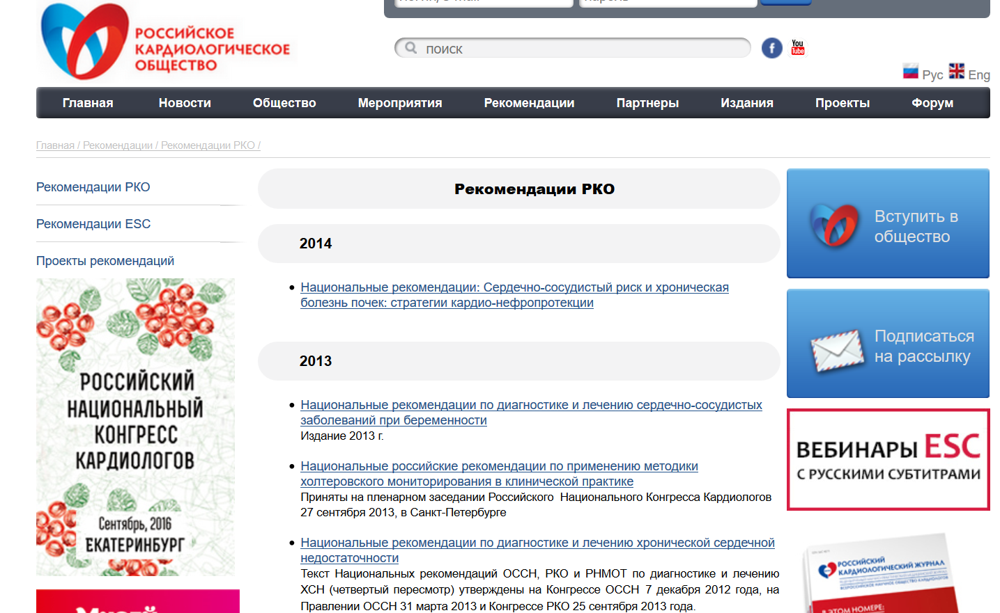 РОССИЙСКОЕ
КАРДИОЛОГИЧЕСКОЕ
ОБЩЕСТВО
поиск
You
Tube
Рус Eng
Главная Новости Общество Мероприятия Рекомендации Партнеры Издания Проекты Форум
Главная / Рекомендации / Рекомендации РКО /
Рекомендации РКО
Рекомендации ESC
Проекты рекомендаций
РОССИЙСКИЙ
НАЦИОНАЛЬНЫЙ
КОНГРЕСС
КАРДИОЛОГОВ
Сентябрь, 2016
ЕКАТЕРИНБУРГ
Рекомендации РКО
2014
Национальные рекомендации: Сердечно-сосудистый риск и хроническая
болезнь почек: стратегии кардио-нефропротекции
2013
Национальные рекомендации по диагностике и лечению сердечно-сосудистых
заболеваний при беременности
Издание 2013 г.
Национальные российские рекомендации по применению методики
холтеровского мониторирования в клинической практике
Приняты на пленарном заседании Российского Национального Конгресса Кардиологов
27 сентября 2013, в Санкт-Петербурге
Национальные рекомендации по диагностике и лечению хронической сердечной
недостаточности
Текст Национальных рекомендаций ОССН, РКО и РНМОТ по диагностике и лечению
ХСН (четвертый пересмотр) утверждены на Конгрессе ОССН 7 декабря 2012 года, на
Правлении ОССН 31 марта 2013 и Конгрессе РКО 25 сентября 2013 года.
Вступить в
общество
Подписаться
на рассылку
ВЕБИНАРЫ ESC
С РУССКИМИ СУБТИТРАМИ
РОССИЙСКИЙ
КАРДИОЛОГИЧЕСКИЙ ЖУРНАЛ
В ЭТОМ НОМЕРЕ: